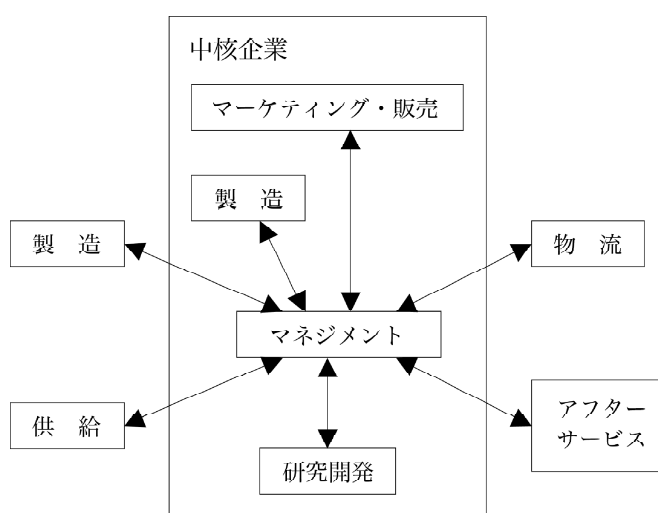 中核企業
マーケティング・販売
製　造
製　造
物　流
マネジメント
供　給
アフター
サービス
研究開発